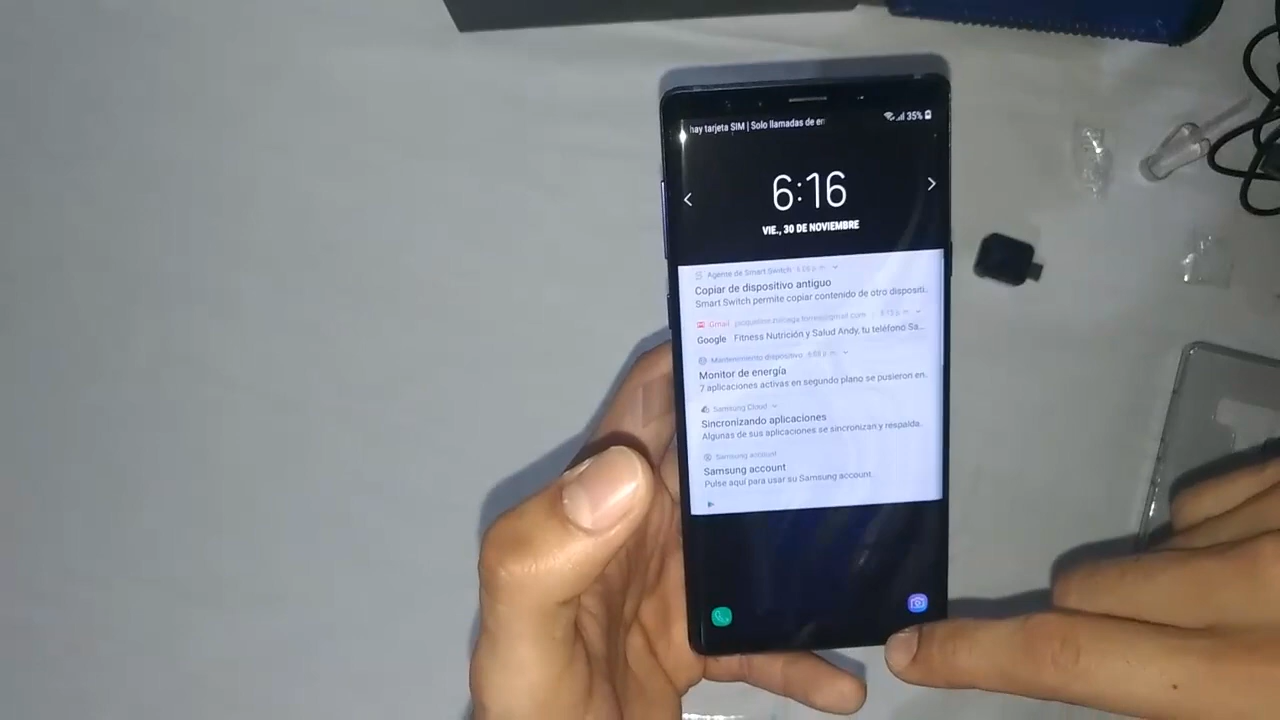 hay tarjeta SIM | Solo llamadas de en
35%
6:16
VIE., 30 DE NOVIEMBRE
Agente de Smart Switch
Copiar de dispositivo antiguo
Smart Switch permite copiar contenido de otro dispositi..
Gmail
Google Fitness Nutrición y Salud Andy, tu teléfono Sa...
Mantenimiento dispositivo
Monitor de energía
7 aplicaciones activas en segundo plano se pusieron en..
Samsung Cloud
Sincronizando aplicaciones
Algunas de sus aplicaciones se sincronizan y respalda..
Samsung account
Samsung account
Pulse aquí para usar su Samsung account.